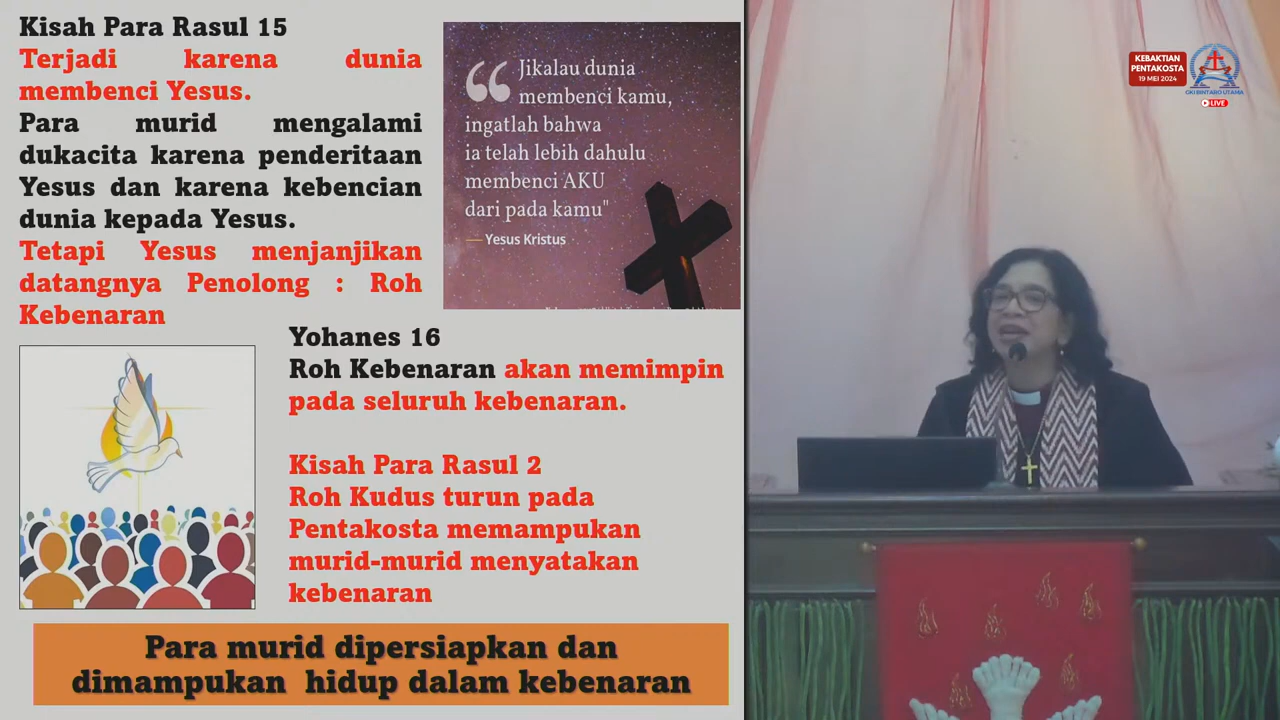 Kisah Para Rasul 15
Terjadi karena dunia
membenci Yesus.
Para murid mengalami
dukacita karena penderitaan
Yesus dan karena kebencian
dunia kepada Yesus.
Tetapi Yesus menjanjikan
datangnya Penolong : Roh
Kebenaran
“Jikalau dunia
membenci kamu,
ingatlah bahwa
ia telah lebih dahulu
membenci AKU
dari pada kamu"
— Yesus Kristus
Yohanes 16
Roh Kebenaran akan memimpin
pada seluruh kebenaran.
Kisah Para Rasul 2
Roh Kudus turun pada
Pentakosta memampukan
murid-murid menyatakan
kebenaran
Para murid dipersiapkan dan
dimampukan hidup dalam kebenaran
KEBAKTIAN
PENTAKOSTA
19 MEI 2024
GKI BINTARO UTAMA
LIVE